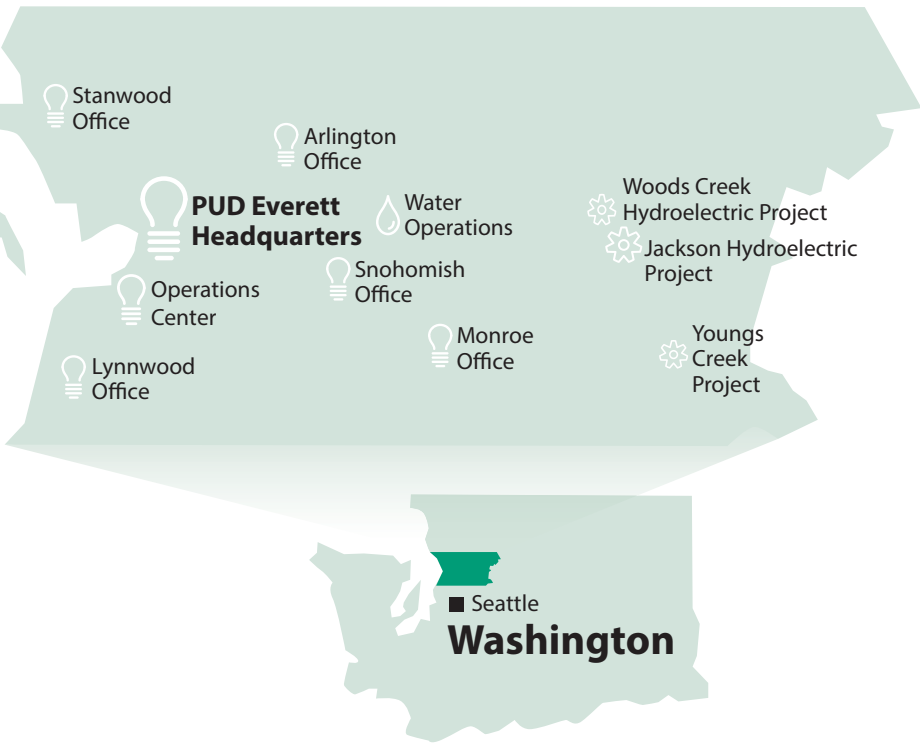 Stanwood
Office
Arlington
Office
PUD Everett
Headquarters
Water
Operations
Woods Creek
Hydroelectric Project
Jackson Hydroelectric
Project
Snohomish
Office
Operations
Center
Monroe
Office
Youngs
Creek
Project
Lynnwood
Office
Seattle
Washington